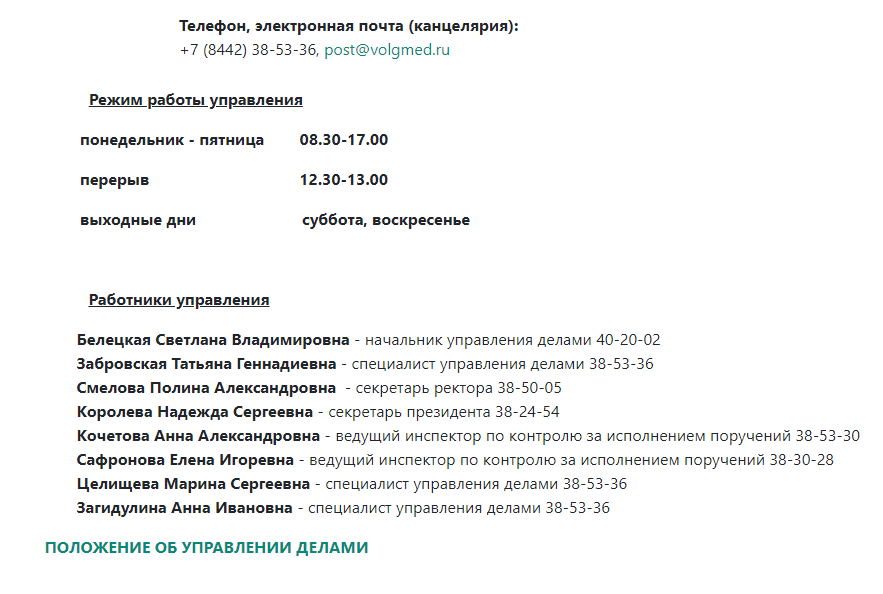 Телефон, электронная почта (канцелярия):
+7 (8442) 38-53-36, post@volgmed.ru
Режим работы управления
понедельник - пятница 08.30-17.00
перерыв 12.30-13.00
выходные дни суббота, воскресенье
Работники управления
Белецкая Светлана Владимировна - начальник управления делами 40-20-02
Забровская Татьяна Геннадиевна - специалист управления делами 38-53-36
Смелова Полина Александровна - секретарь ректора 38-50-05
Королева Надежда Сергеевна - секретарь президента 38-24-54
Кочетова Анна Александровна - ведущий инспектор по контролю за исполнением поручений 38-53-30
Сафронова Елена Игоревна - ведущий инспектор по контролю за исполнением поручений 38-30-28
Целищева Марина Сергеевна - специалист управления делами 38-53-36
Загидулина Анна Ивановна - специалист управления делами 38-53-36
ПОЛОЖЕНИЕ ОБ УПРАВЛЕНИИ ДЕЛАМИ